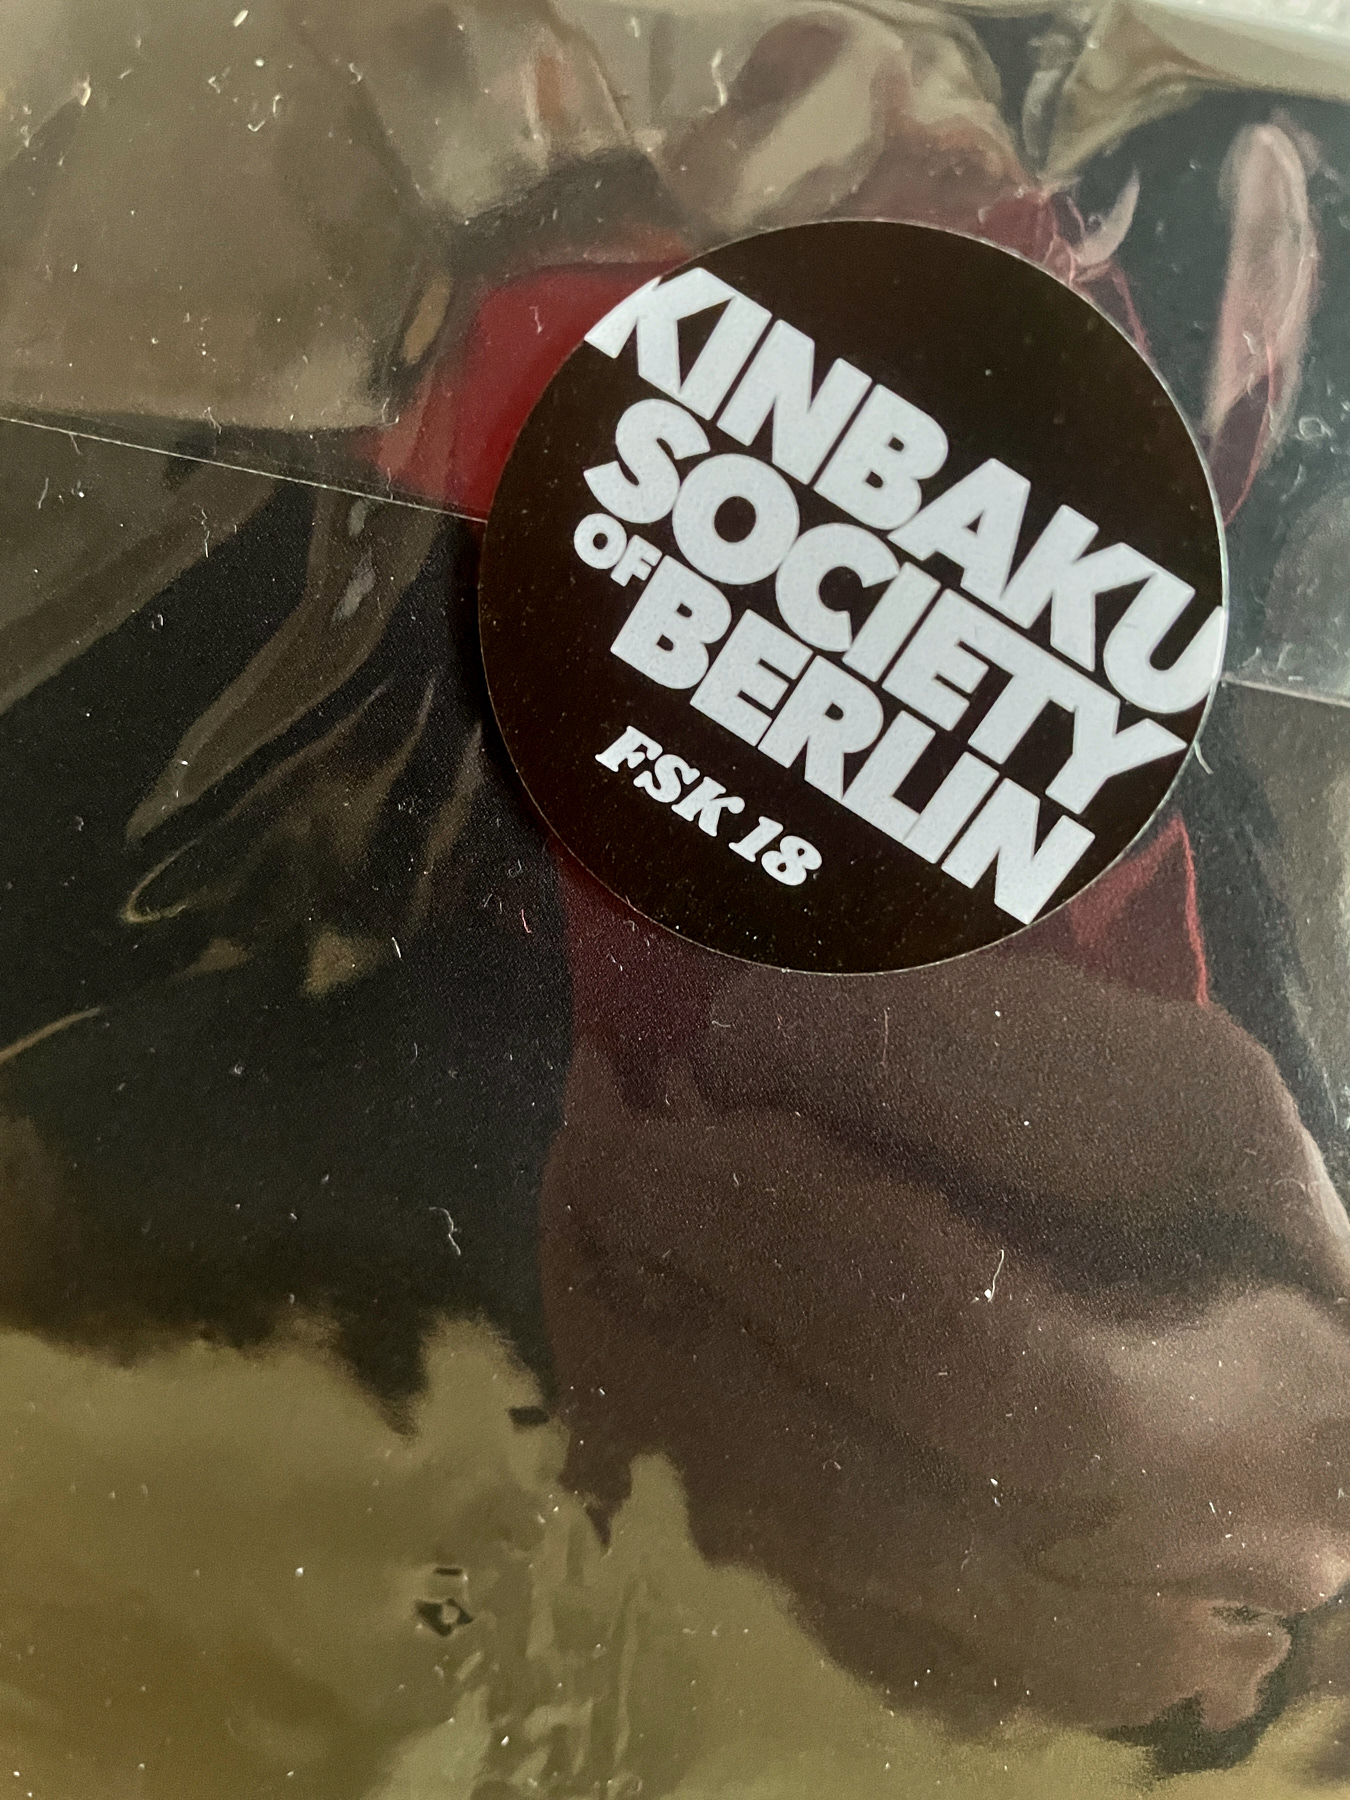 KINBAKU
SOCIETY
OF BERLIN
FSK 18